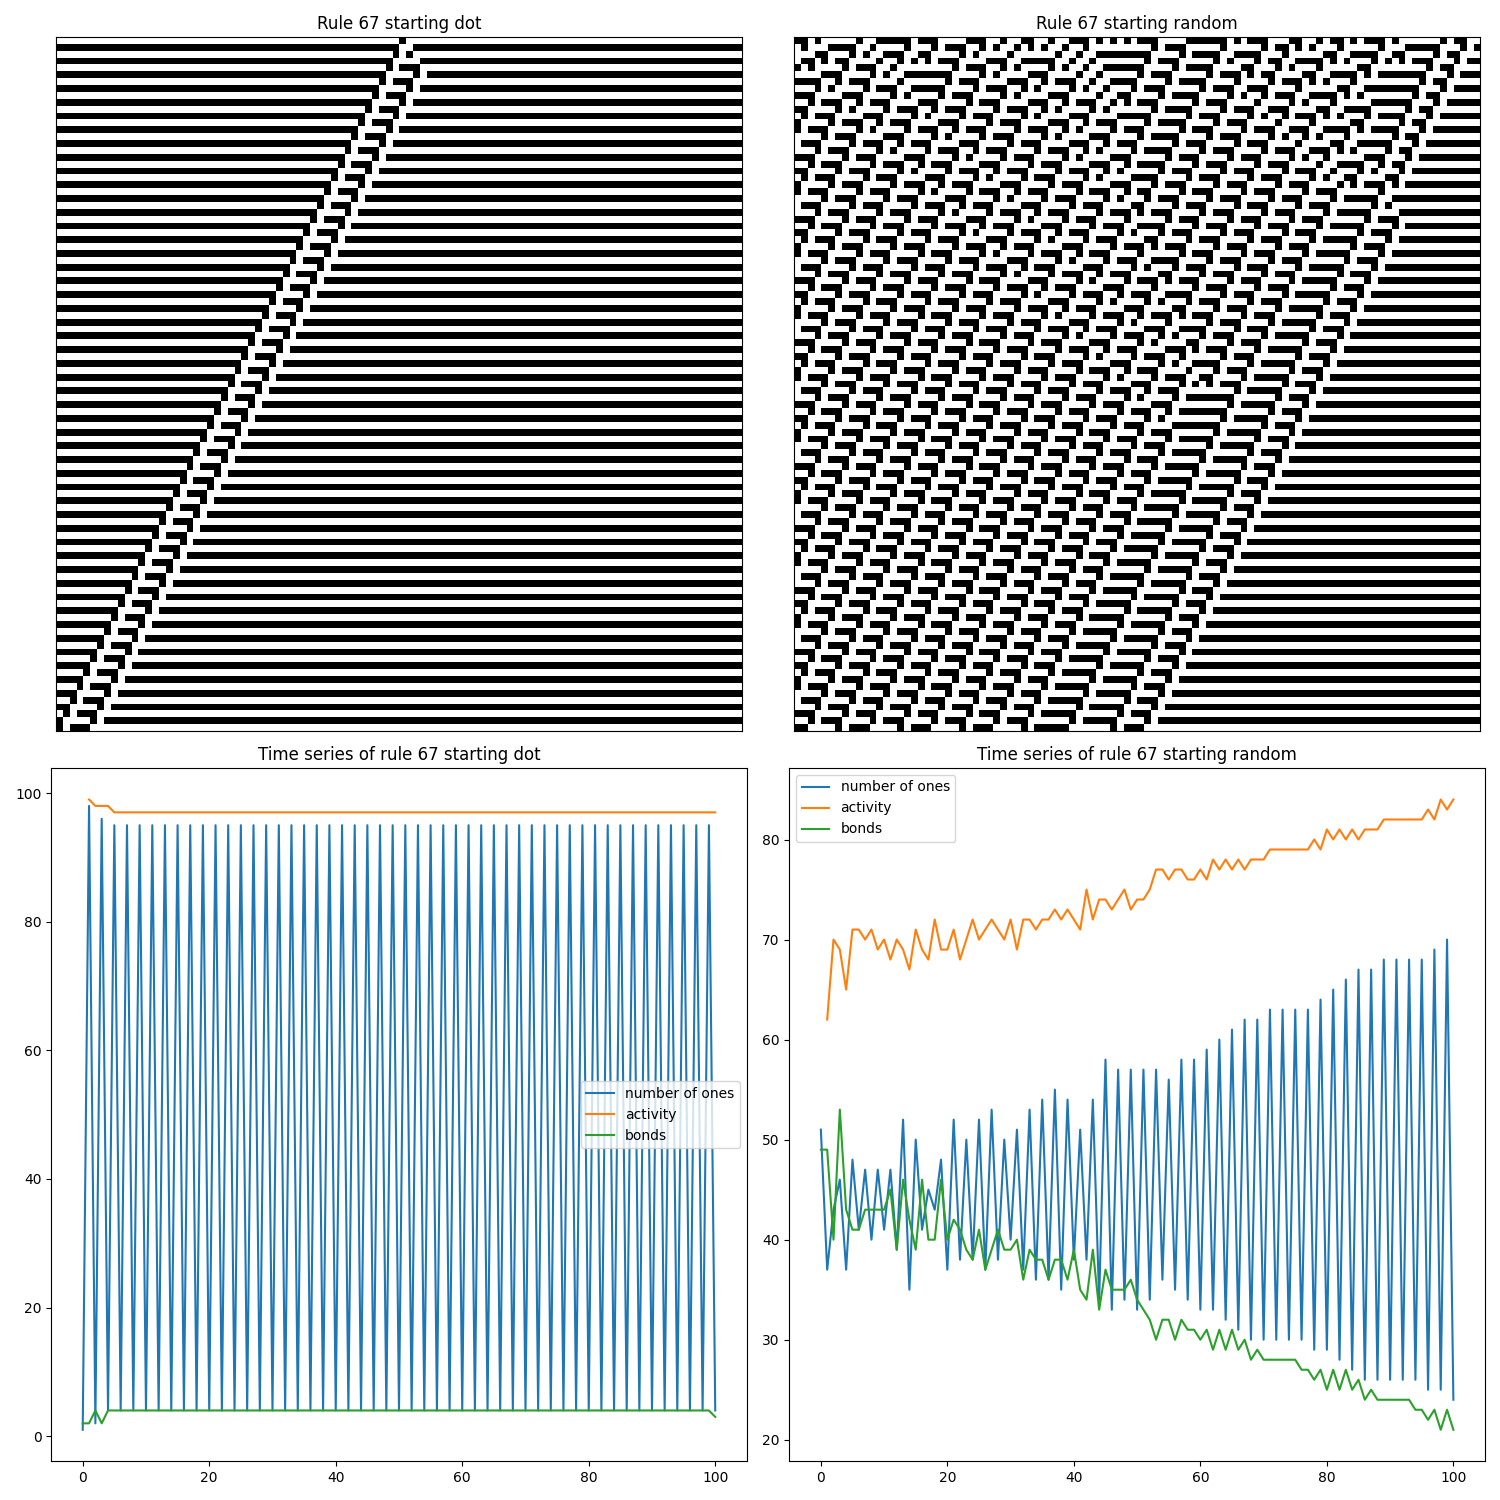 Rule 67 starting dot
Rule 67 starting random
Time series of rule 67 starting dot
100
80
60
40
20
0
0
20
40
60
80
100
number of ones
activity
bonds
Time series of rule 67 starting random
number of ones
activity
bonds
80
70
60
50
40
30
20
0
20
40
60
80
100